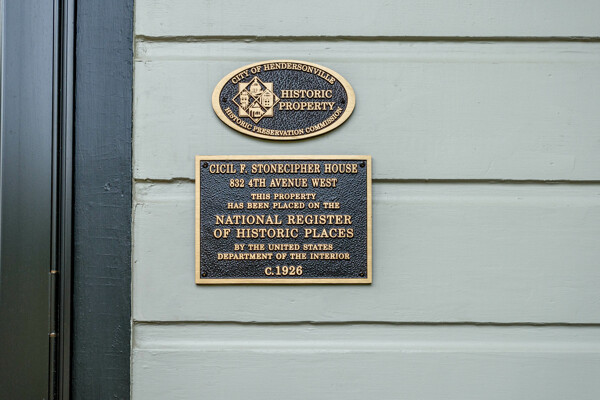 CITY OF HENDERSONVILLE
HISTORIC
PROPERTY
HISTORIC PRESERVATION COMMISSION
CICIL F. STONECIPHER HOUSE
832 4TH AVENUE WEST
THIS PROPERTY
HAS BEEN PLACED ON THE
NATIONAL REGISTER
OF HISTORIC PLACES
BY THE UNITED STATES
DEPARTMENT OF THE INTERIOR
C.1926